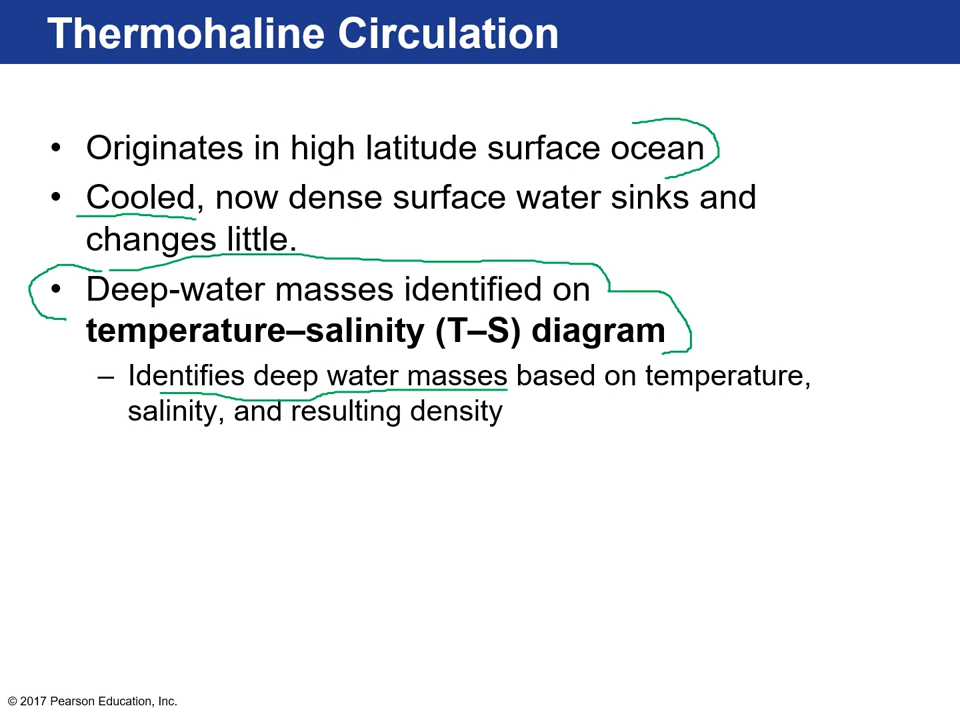 Thermohaline Circulation
• Originates in high latitude surface ocean
• Cooled, now dense surface water sinks and
changes little.
• Deep-water masses identified on
temperature–salinity (T–S) diagram
– Identifies deep water masses based on temperature,
salinity, and resulting density
© 2017 Pearson Education, Inc.